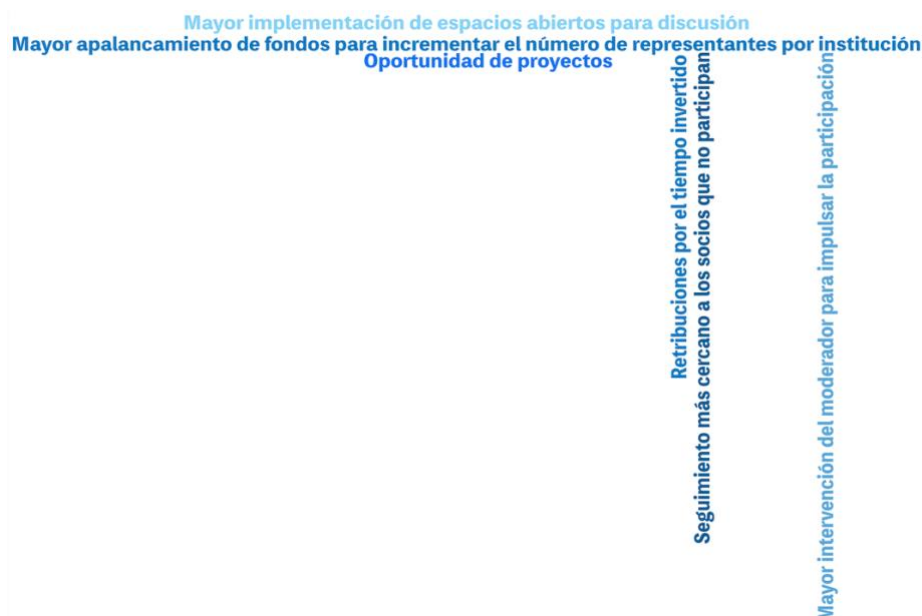 Mayor implementación de espacios abiertos para discusión
Mayor apalancamiento de fondos para incrementar el número de representantes por institución
Oportunidad de proyectos
Retribuciones por el tiempo invertido
Seguimiento más cercano a los socios que no participan
Mayor intervención del moderador para impulsar la participación